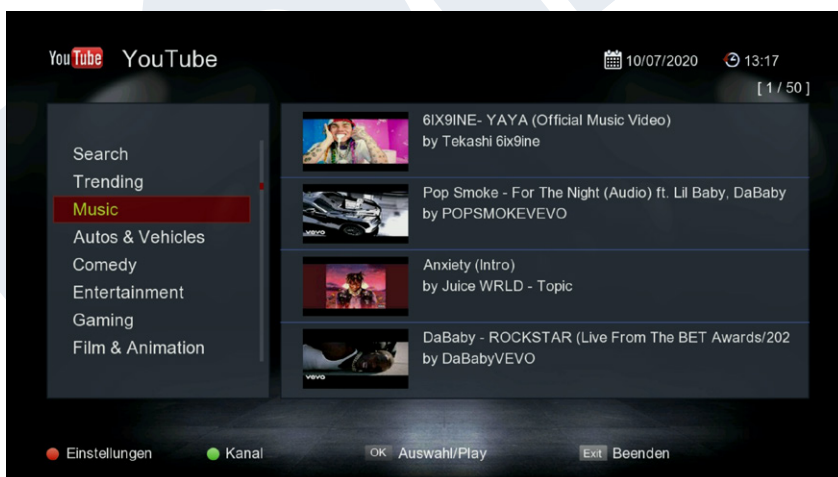 YouTube YouTube
10/07/2020 13:17
[ 1 / 50 ]
Search
Trending
Music
Autos & Vehicles
Comedy
Entertainment
Gaming
Film & Animation
6IX9INE- YAYA (Official Music Video)
by Tekashi 6ix9ine
Pop Smoke - For The Night (Audio) ft. Lil Baby, DaBaby
by POPSMOKEVEVO
vevo
Anxiety (Intro)
by Juice WRLD - Topic
DaBaby - ROCKSTAR (Live From The BET Awards/202
by DaBabyVEVO
vevo
Einstellungen Kanal OK Auswahl/Play Exit Beenden